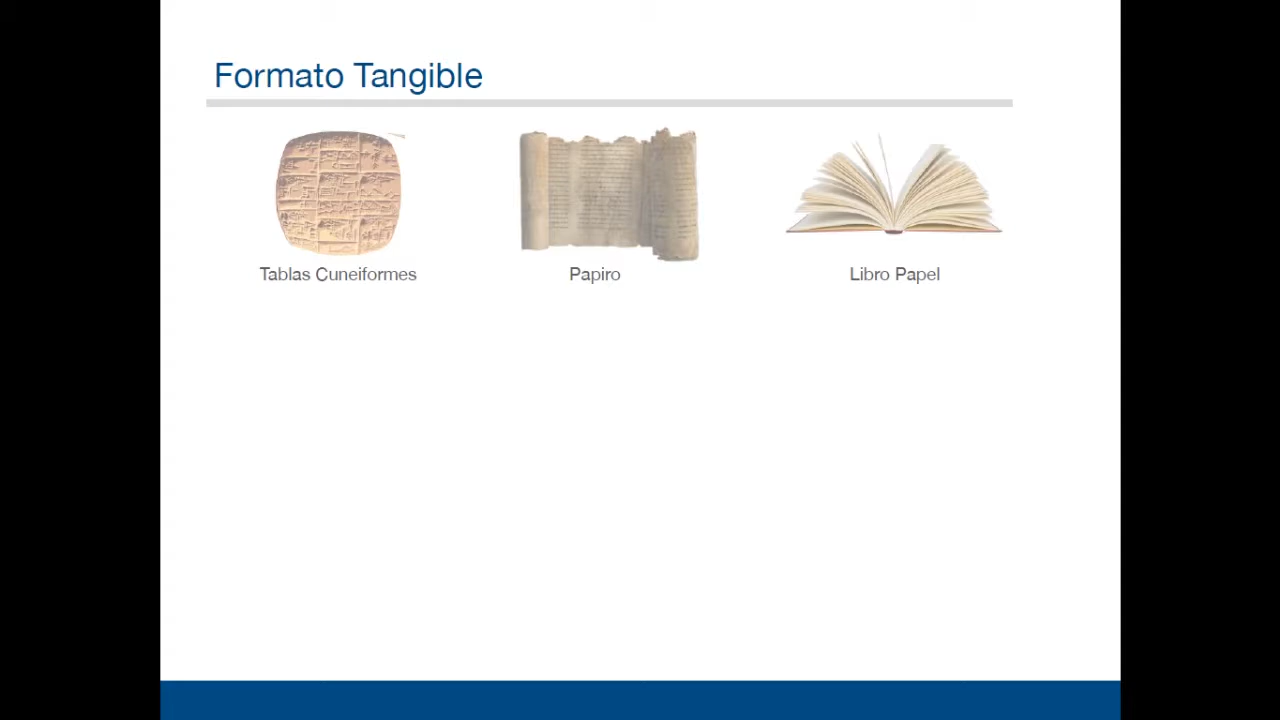 Formato Tangible
Tablas Cuneiformes
Papiro
Libro Papel